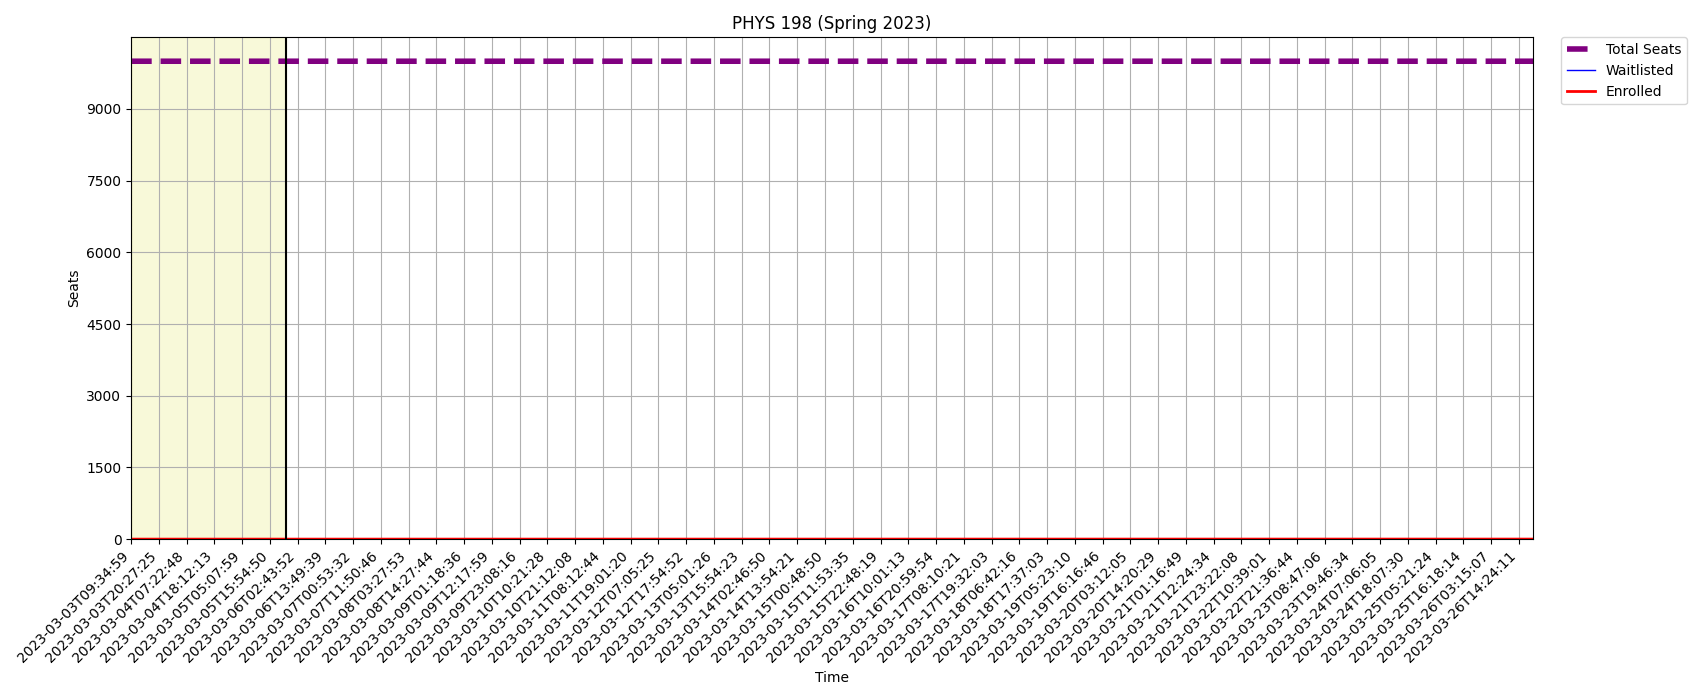 PHYS 198 (Spring 2023)
Total Seats
Waitlisted
Enrolled
Seats
9000
7500
6000
4500
3000
1500
0
2023-03-03T09:34:59
2023-03-03T20:27:25
2023-03-04T07:22:48
2023-03-04T18:12:13
2023-03-05T05:07:59
2023-03-05T15:54:50
2023-03-06T02:43:52
2023-03-06T13:49:39
2023-03-07T00:53:32
2023-03-07T11:50:46
2023-03-08T03:27:53
2023-03-08T14:27:44
2023-03-09T01:18:36
2023-03-09T12:17:59
2023-03-09T23:08:16
2023-03-10T10:21:28
2023-03-10T21:12:08
2023-03-11T08:12:44
2023-03-11T19:01:20
2023-03-12T07:05:25
2023-03-12T17:54:52
2023-03-13T05:01:26
2023-03-13T15:54:23
2023-03-14T02:46:50
2023-03-14T13:54:21
2023-03-15T00:48:50
2023-03-15T11:53:35
2023-03-15T22:48:19
2023-03-16T10:01:13
2023-03-16T20:59:54
2023-03-17T08:10:21
2023-03-17T19:32:03
2023-03-18T06:42:16
2023-03-18T17:37:03
2023-03-19T05:23:10
2023-03-19T16:16:46
2023-03-20T03:12:05
2023-03-20T14:20:29
2023-03-21T01:16:49
2023-03-21T12:24:34
2023-03-21T23:22:08
2023-03-22T10:39:01
2023-03-22T21:36:44
2023-03-23T08:47:06
2023-03-23T19:46:34
2023-03-24T07:06:05
2023-03-24T18:07:30
2023-03-25T05:21:24
2023-03-25T16:18:14
2023-03-26T03:15:07
2023-03-26T14:24:11
Time